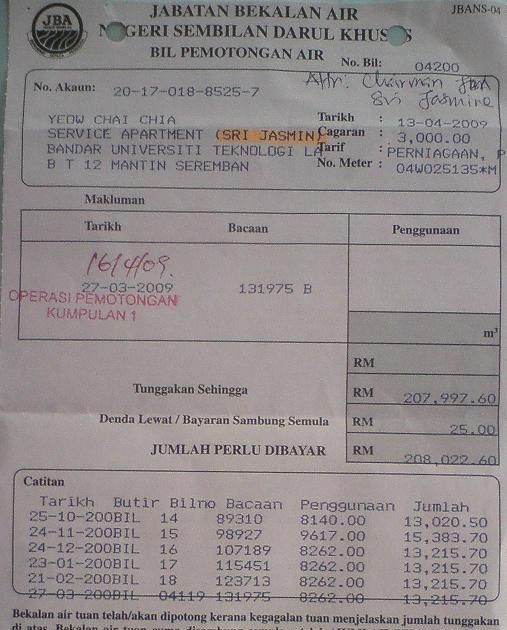 JBA
JABATAN BEKALAN AIR
NEGERI SEMBILAN DARUL KHUSUS
JBANS-04
BIL PEMOTONGAN AIR
No. Bil: 04200
No. Akaun: 20-17-018-8525-7
Attn: Chairman
Sri Jasmine
YEOW CHAI CHIA
SERVICE APARTMENT (SRI JASMIN)
BANDAR UNIVERSITI TEKNOLOGI LA
B T 12 MANTIN SEREMBAN
Tarikh : 13-04-2009
Cagaran : 3,000.00
Tarif : PERNIAGAAN, P
No. Meter : 04W025135*M
Makluman
Tarikh Bacaan Penggunaan
16/4/09.
27-03-2009 131975 B
OPERASI PEMOTONGAN
KUMPULAN 1
m³
RM
Tunggakan Sehingga RM 207,997.60
Denda Lewat / Bayaran Sambung Semula RM 25.00
JUMLAH PERLU DIBAYAR RM 208,022.60
Catitan
Tarikh Butir Bilno Bacaan Penggunaan Jumlah
25-10-200BIL 14 89310 8140.00 13,020.50
24-11-200BIL 15 98927 9617.00 15,383.70
24-12-200BIL 16 107189 8262.00 13,215.70
23-01-200BIL 17 115451 8262.00 13,215.70
21-02-200BIL 18 123713 8262.00 13,215.70
27-03-200BIL 04119 131975 8262.00 13,215.70
Bekalan air tuan telah/akan dipotong kerana kegagalan tuan menjelaskan jumlah tunggakan